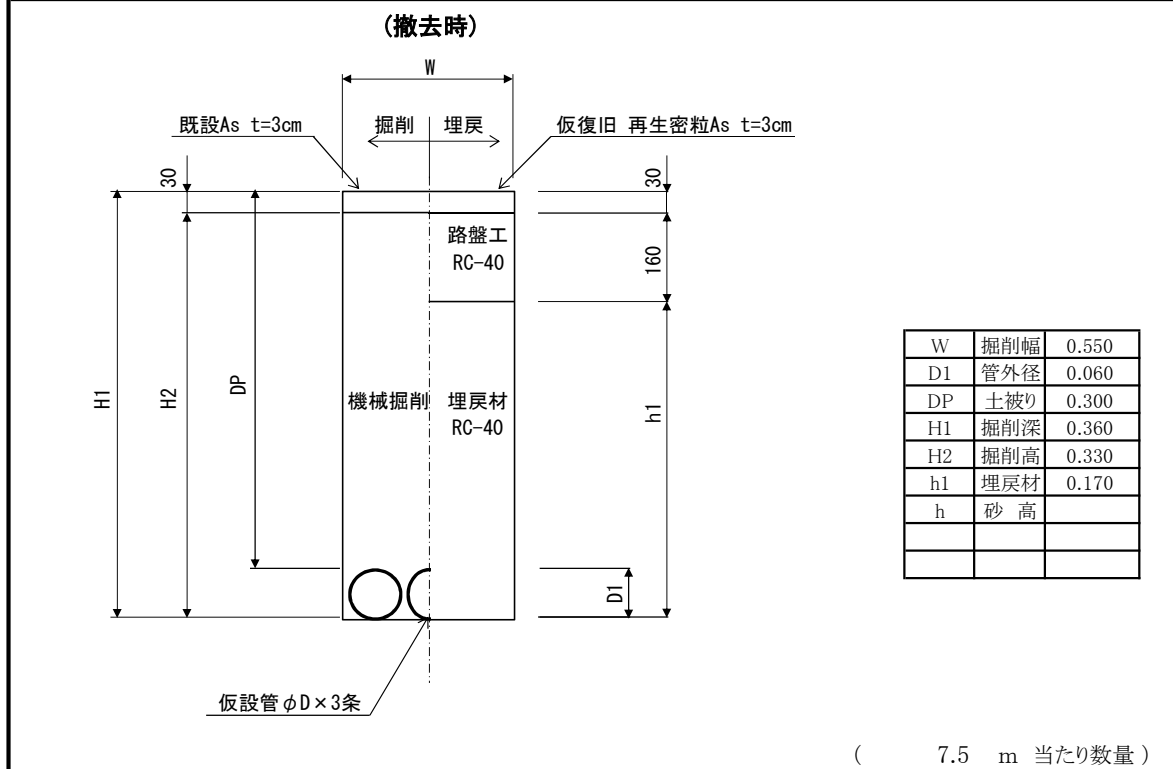 (撤去時)
W
既設As t=3cm
掘削 埋戻
仮復旧 再生密粒As t=3cm
30
30
路盤工
RC-40
160
H1
H2
DP
機械掘削
埋戻材
RC-40
h1
D1
仮設管φD×3条
W 掘削幅 0.550
D1 管外径 0.060
DP 土被り 0.300
H1 掘削深 0.360
H2 掘削高 0.330
h1 埋戻材 0.170
h 砂 高
( 7.5 m 当たり数量 )